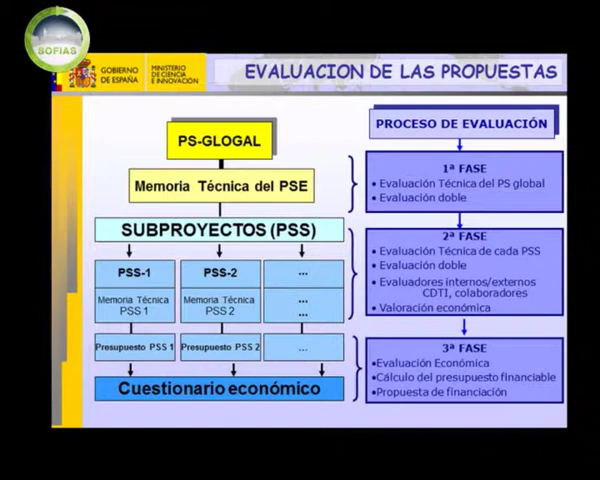 SOFIAS
GOBIERNO
DE ESPAÑA
MINISTERIO
DE CIENCIA
E INNOVACIÓN
EVALUACION DE LAS PROPUESTAS
PS-GLOGAL
Memoria Técnica del PSE
SUBPROYECTOS (PSS)
PSS-1
PSS-2
...
Memoria Técnica
PSS 1
Memoria Técnica
PSS 2
...
...
Presupuesto PSS 1
Presupuesto PSS 2
...
Cuestionario económico
PROCESO DE EVALUACIÓN
1ª FASE
• Evaluación Técnica del PS global
• Evaluación doble
2ª FASE
• Evaluación Técnica de cada PSS
• Evaluación doble
• Evaluadores internos/externos
CDTI, colaboradores
• Valoración económica
3ª FASE
•Evaluación Económica
•Cálculo del presupuesto financiable
•Propuesta de financiación